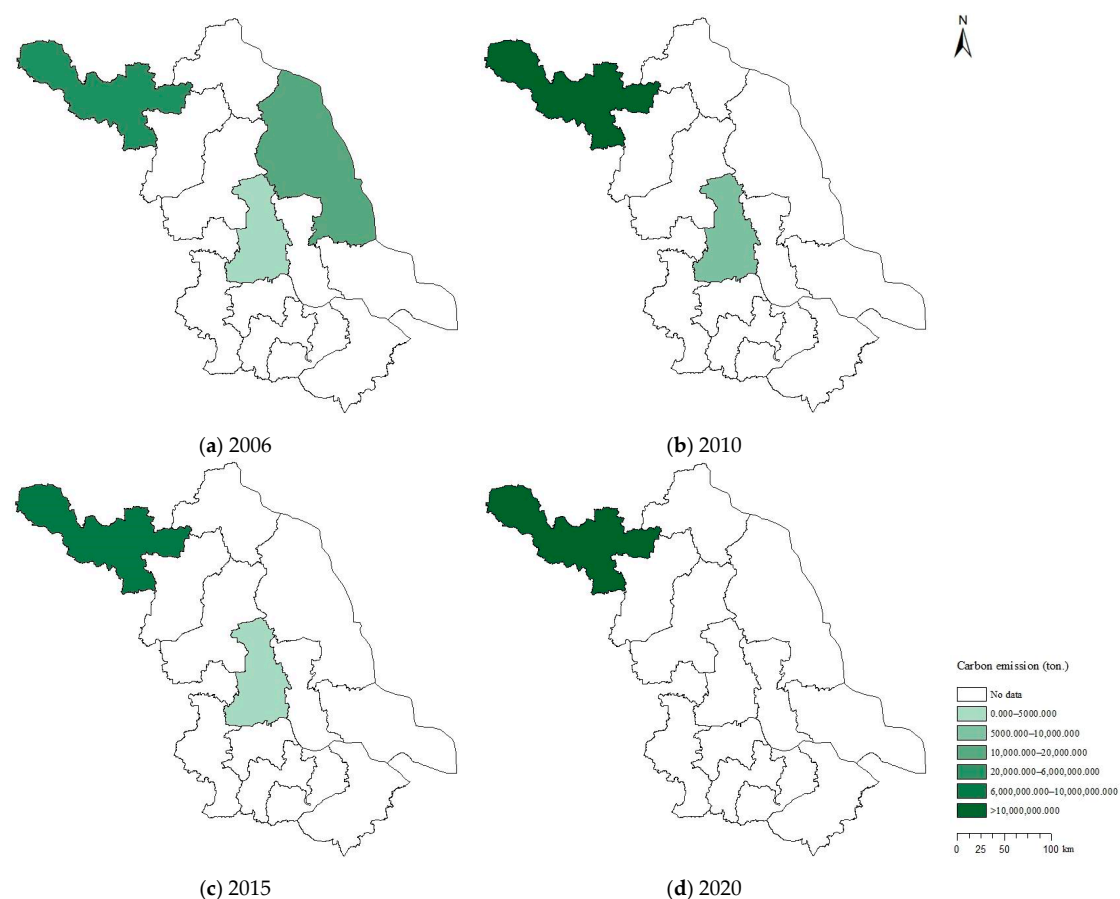 N
(a) 2006
(b) 2010
(c) 2015
(d) 2020
Carbon emission (ton.)
No data
0.000–5000.000
5000.000–10,000.000
10,000.000–20,000.000
20,000.000–6,000,000.000
6,000,000.000–10,000,000.000
>10,000,000.000
0 25 50 100 km